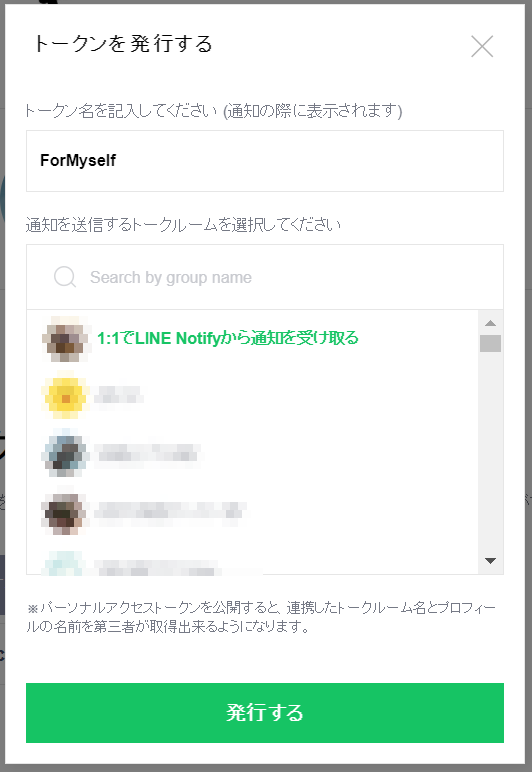 トークンを発行する
トークン名を記入してください (通知の際に表示されます)
ForMyself
通知を送信するトークルームを選択してください
Search by group name
1:1でLINE Notifyから通知を受け取る
※パーソナルアクセストークンを公開すると、連携したトークルーム名とプロフィー
ルの名前を第三者が取得出来るようになります。
発行する